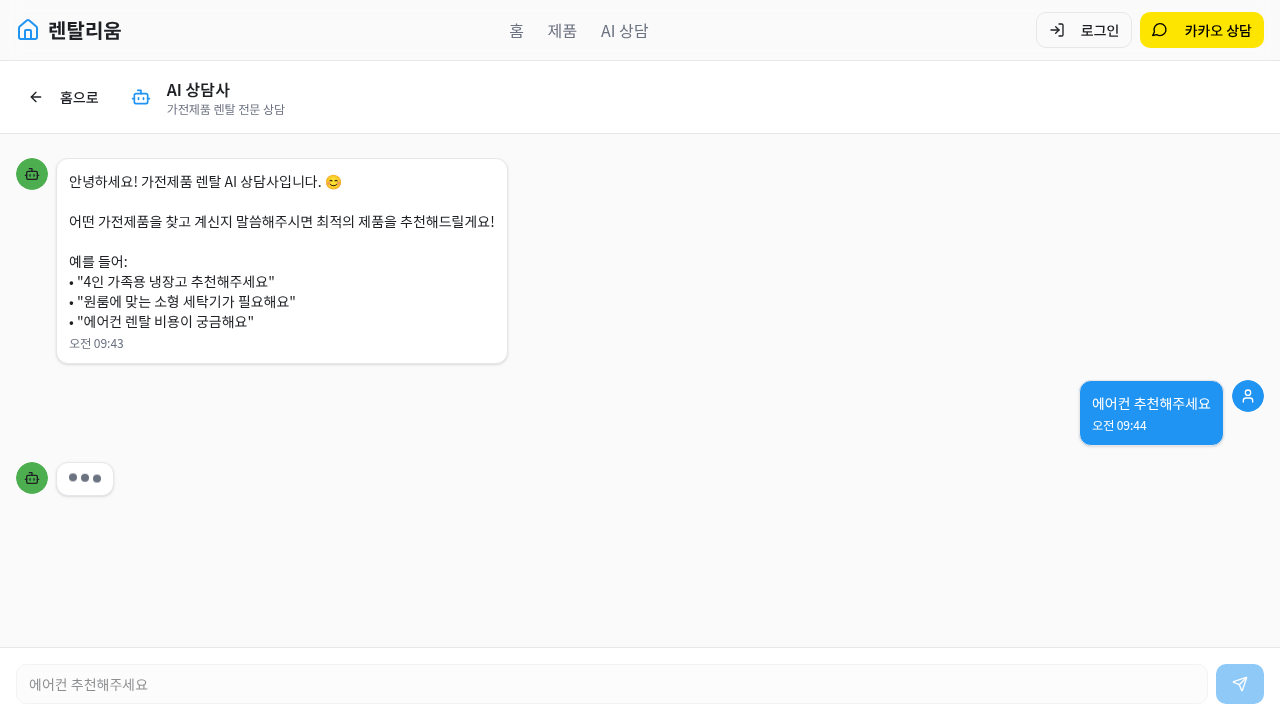 렌탈리움
홈 제품 AI 상담
로그인
카카오 상담
홈으로
AI 상담사
가전제품 렌탈 전문 상담
안녕하세요! 가전제품 렌탈 AI 상담사입니다. 😊
어떤 가전제품을 찾고 계신지 말씀해주시면 최적의 제품을 추천해드릴게요!
예를 들어:
• "4인 가족용 냉장고 추천해주세요"
• "원룸에 맞는 소형 세탁기가 필요해요"
• "에어컨 렌탈 비용이 궁금해요"
오전 09:43
에어컨 추천해주세요
오전 09:44
에어컨 추천해주세요